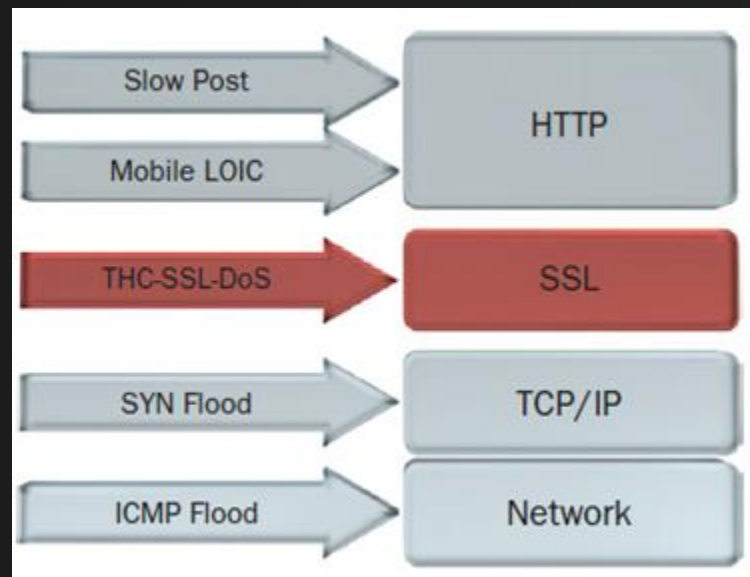 Slow Post
HTTP
Mobile LOIC
THC-SSL-DoS
SSL
SYN Flood
TCP/IP
ICMP Flood
Network